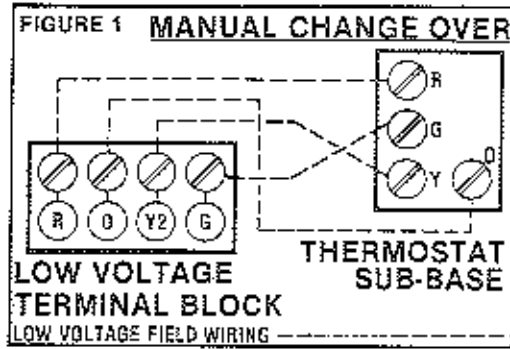 FIGURE 1 MANUAL CHANGE OVER
R
G
Y O
R O Y2 G
THERMOSTAT
SUB-BASE
LOW VOLTAGE
TERMINAL BLOCK
LOW VOLTAGE FIELD WIRING